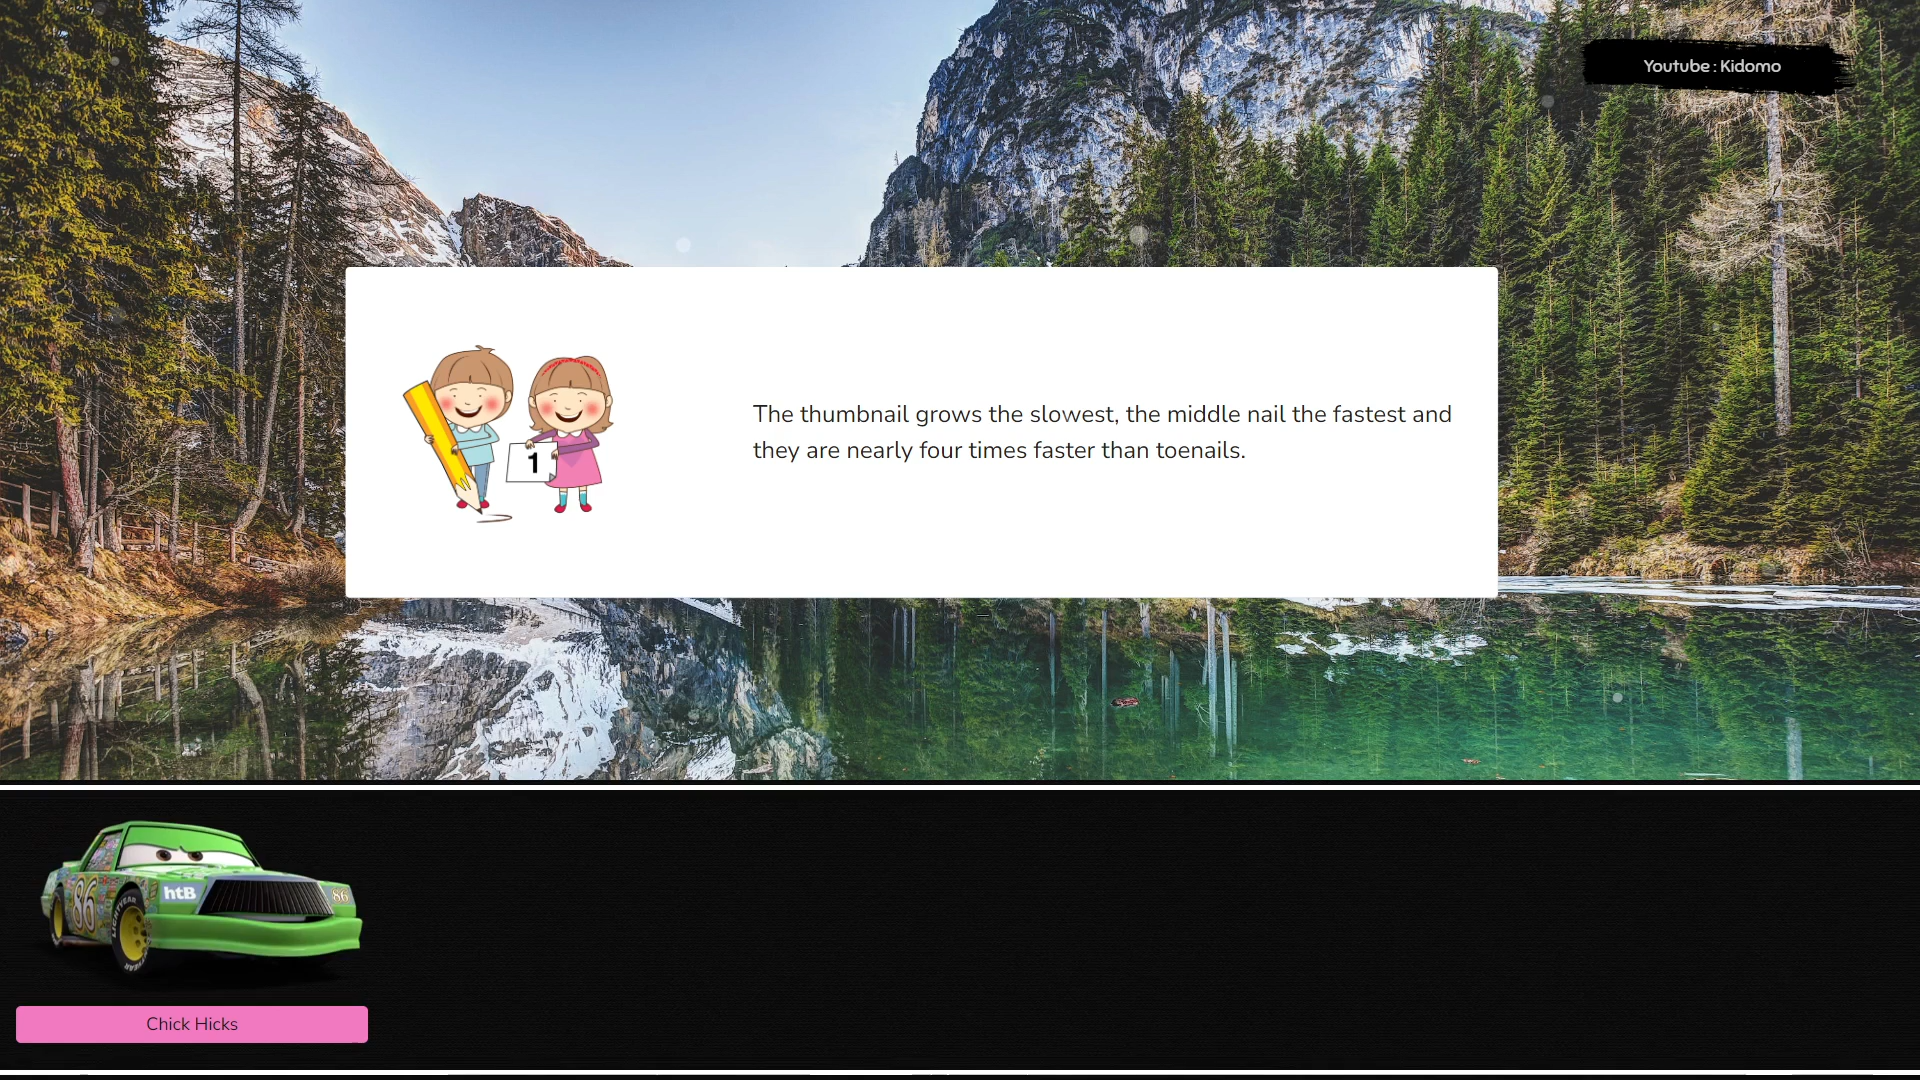 Youtube : Kidomo
The thumbnail grows the slowest, the middle nail the fastest and
they are nearly four times faster than toenails.
1
htB
86
86
LIGHTYEAR
Chick Hicks